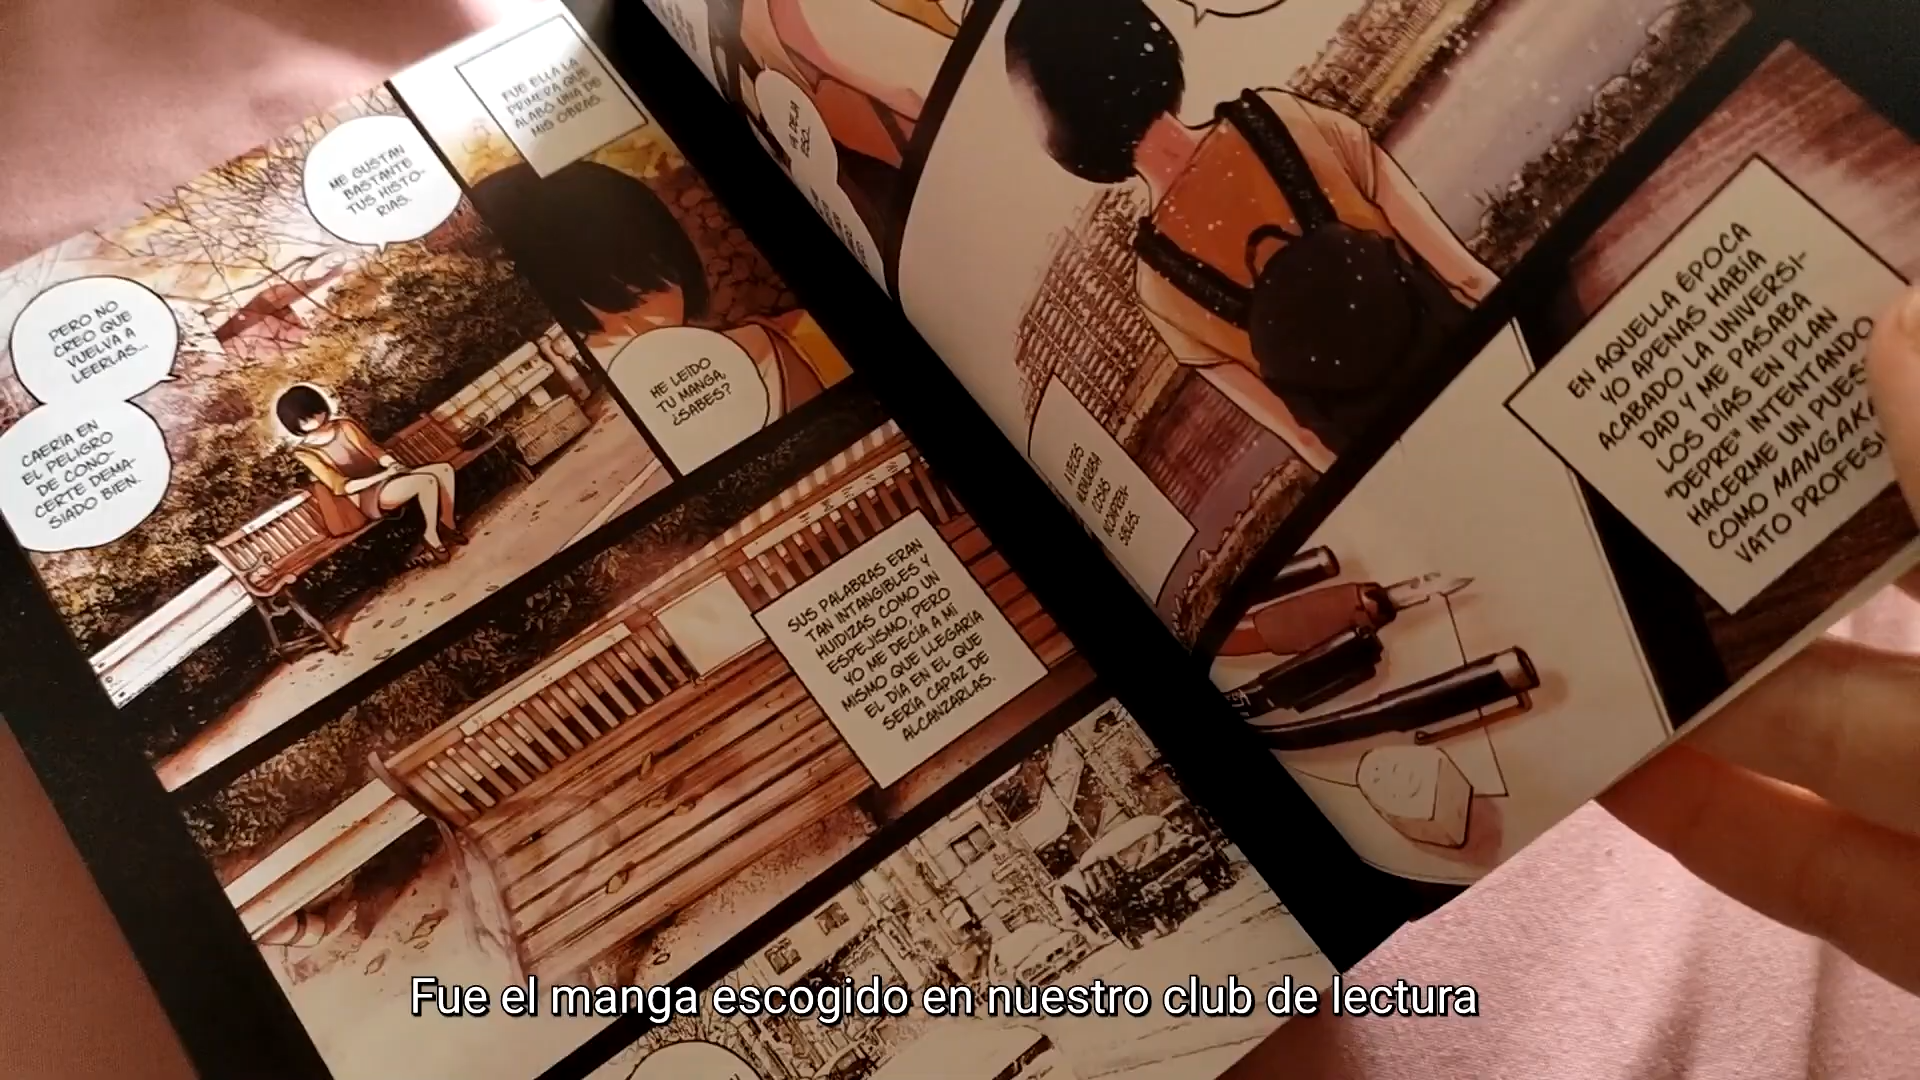 FUE ELLA LA
PRIMERA QUE
ALABÓ UNA DE
MIS OBRAS.
HE LEÍDO
TU MANGA,
¿SABES?
ME GUSTAN
BASTANTE
TUS HISTO-
RIAS.
PERO NO
CREO QUE
VUELVA A
LEERLAS...
CAERÍA EN
EL PELIGRO
DE CONO-
CERTE DEMA-
SIADO BIEN.
SUS PALABRAS ERAN
TAN INTANGIBLES Y
HUIDIZAS COMO UN
ESPEJISMO, PERO
YO ME DECÍA A MÍ
MISMO QUE LLEGARÍA
EL DÍA EN EL QUE
SERÍA CAPAZ DE
ALCANZARLAS.
YA DEJA
ESO...
A VECES
COSAS
EN AQUELLA ÉPOCA
YO APENAS HABÍA
ACABADO LA UNIVERSI-
DAD Y ME PASABA
LOS DÍAS EN PLAN
"DEPRE" INTENTANDO
HACERME UN PUES
COMO MANGAKA
VATO PROFESI
Fue el manga escogido en nuestro club de lectura